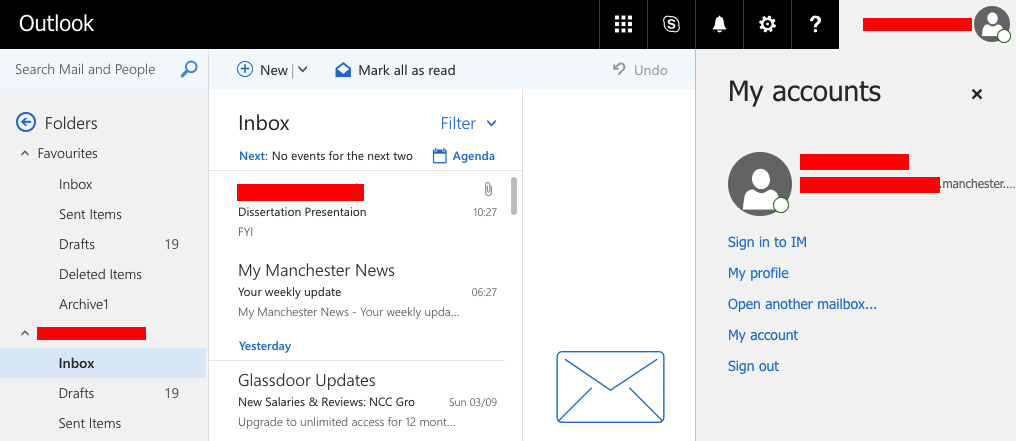 Outlook
Search Mail and People
New
Mark all as read
Undo
Folders
Favourites
Inbox
Sent Items
Drafts 19
Deleted Items
Archive1
Inbox
Drafts 19
Sent Items
Inbox
Filter
Next: No events for the next two
Agenda
Dissertation Presentaion 10:27
FYI
My Manchester News
Your weekly update 06:27
My Manchester News - Your weekly upda...
Yesterday
Glassdoor Updates
New Salaries & Reviews: NCC Gro Sun 03/09
Upgrade to unlimited access for 12 mont...
My accounts
.manchester....
Sign in to IM
My profile
Open another mailbox...
My account
Sign out